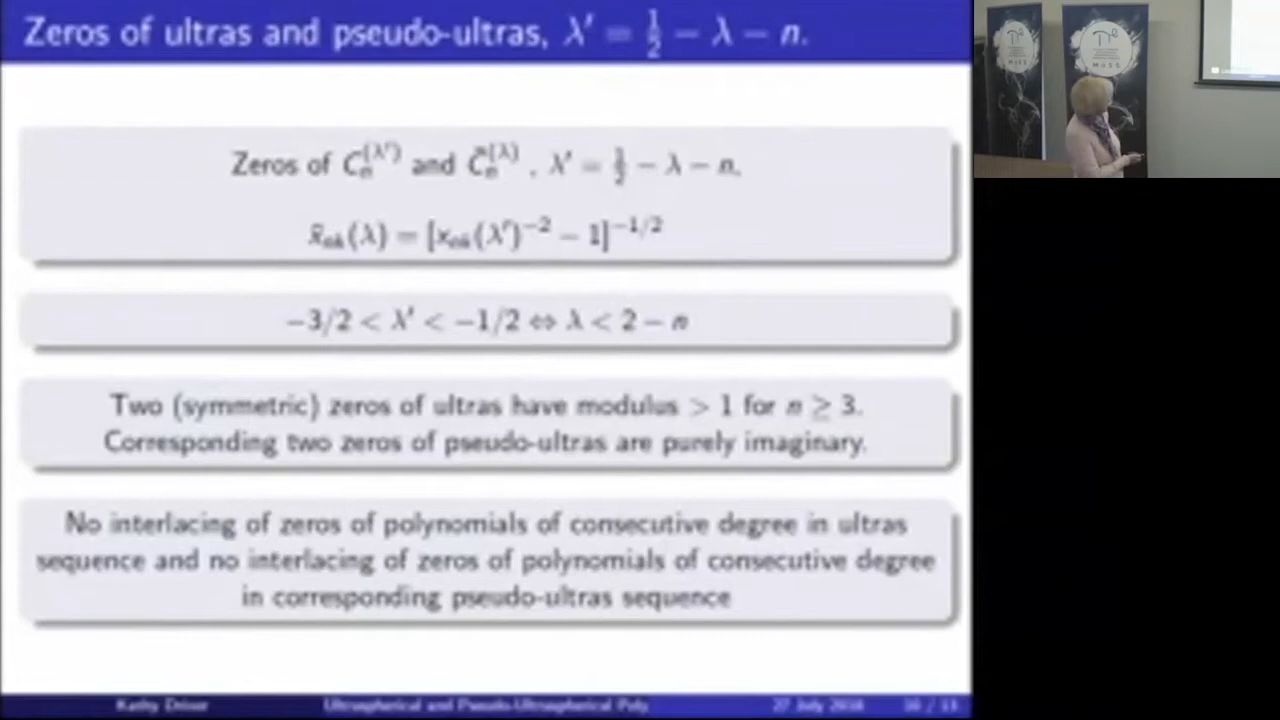 Zeros of ultras and pseudo-ultras, λ′ = 1/2 − λ − n.
Zeros of C_n^{(λ′)} and C̃_n^{(λ)}, λ′ = 1/2 − λ − n.
x̃_{nk}(λ) = [x_{nk}(λ′)^{−2} − 1]^{−1/2}
−3/2 < λ′ < −1/2 ⇔ λ < 2 − n
Two (symmetric) zeros of ultras have modulus > 1 for n ≥ 3.
Corresponding two zeros of pseudo-ultras are purely imaginary.
No interlacing of zeros of polynomials of consecutive degree in ultras
sequence and no interlacing of zeros of polynomials of consecutive degree
in corresponding pseudo-ultras sequence
Kathy Driver Ultraspherical and Pseudo-Ultraspherical Poly 27 July